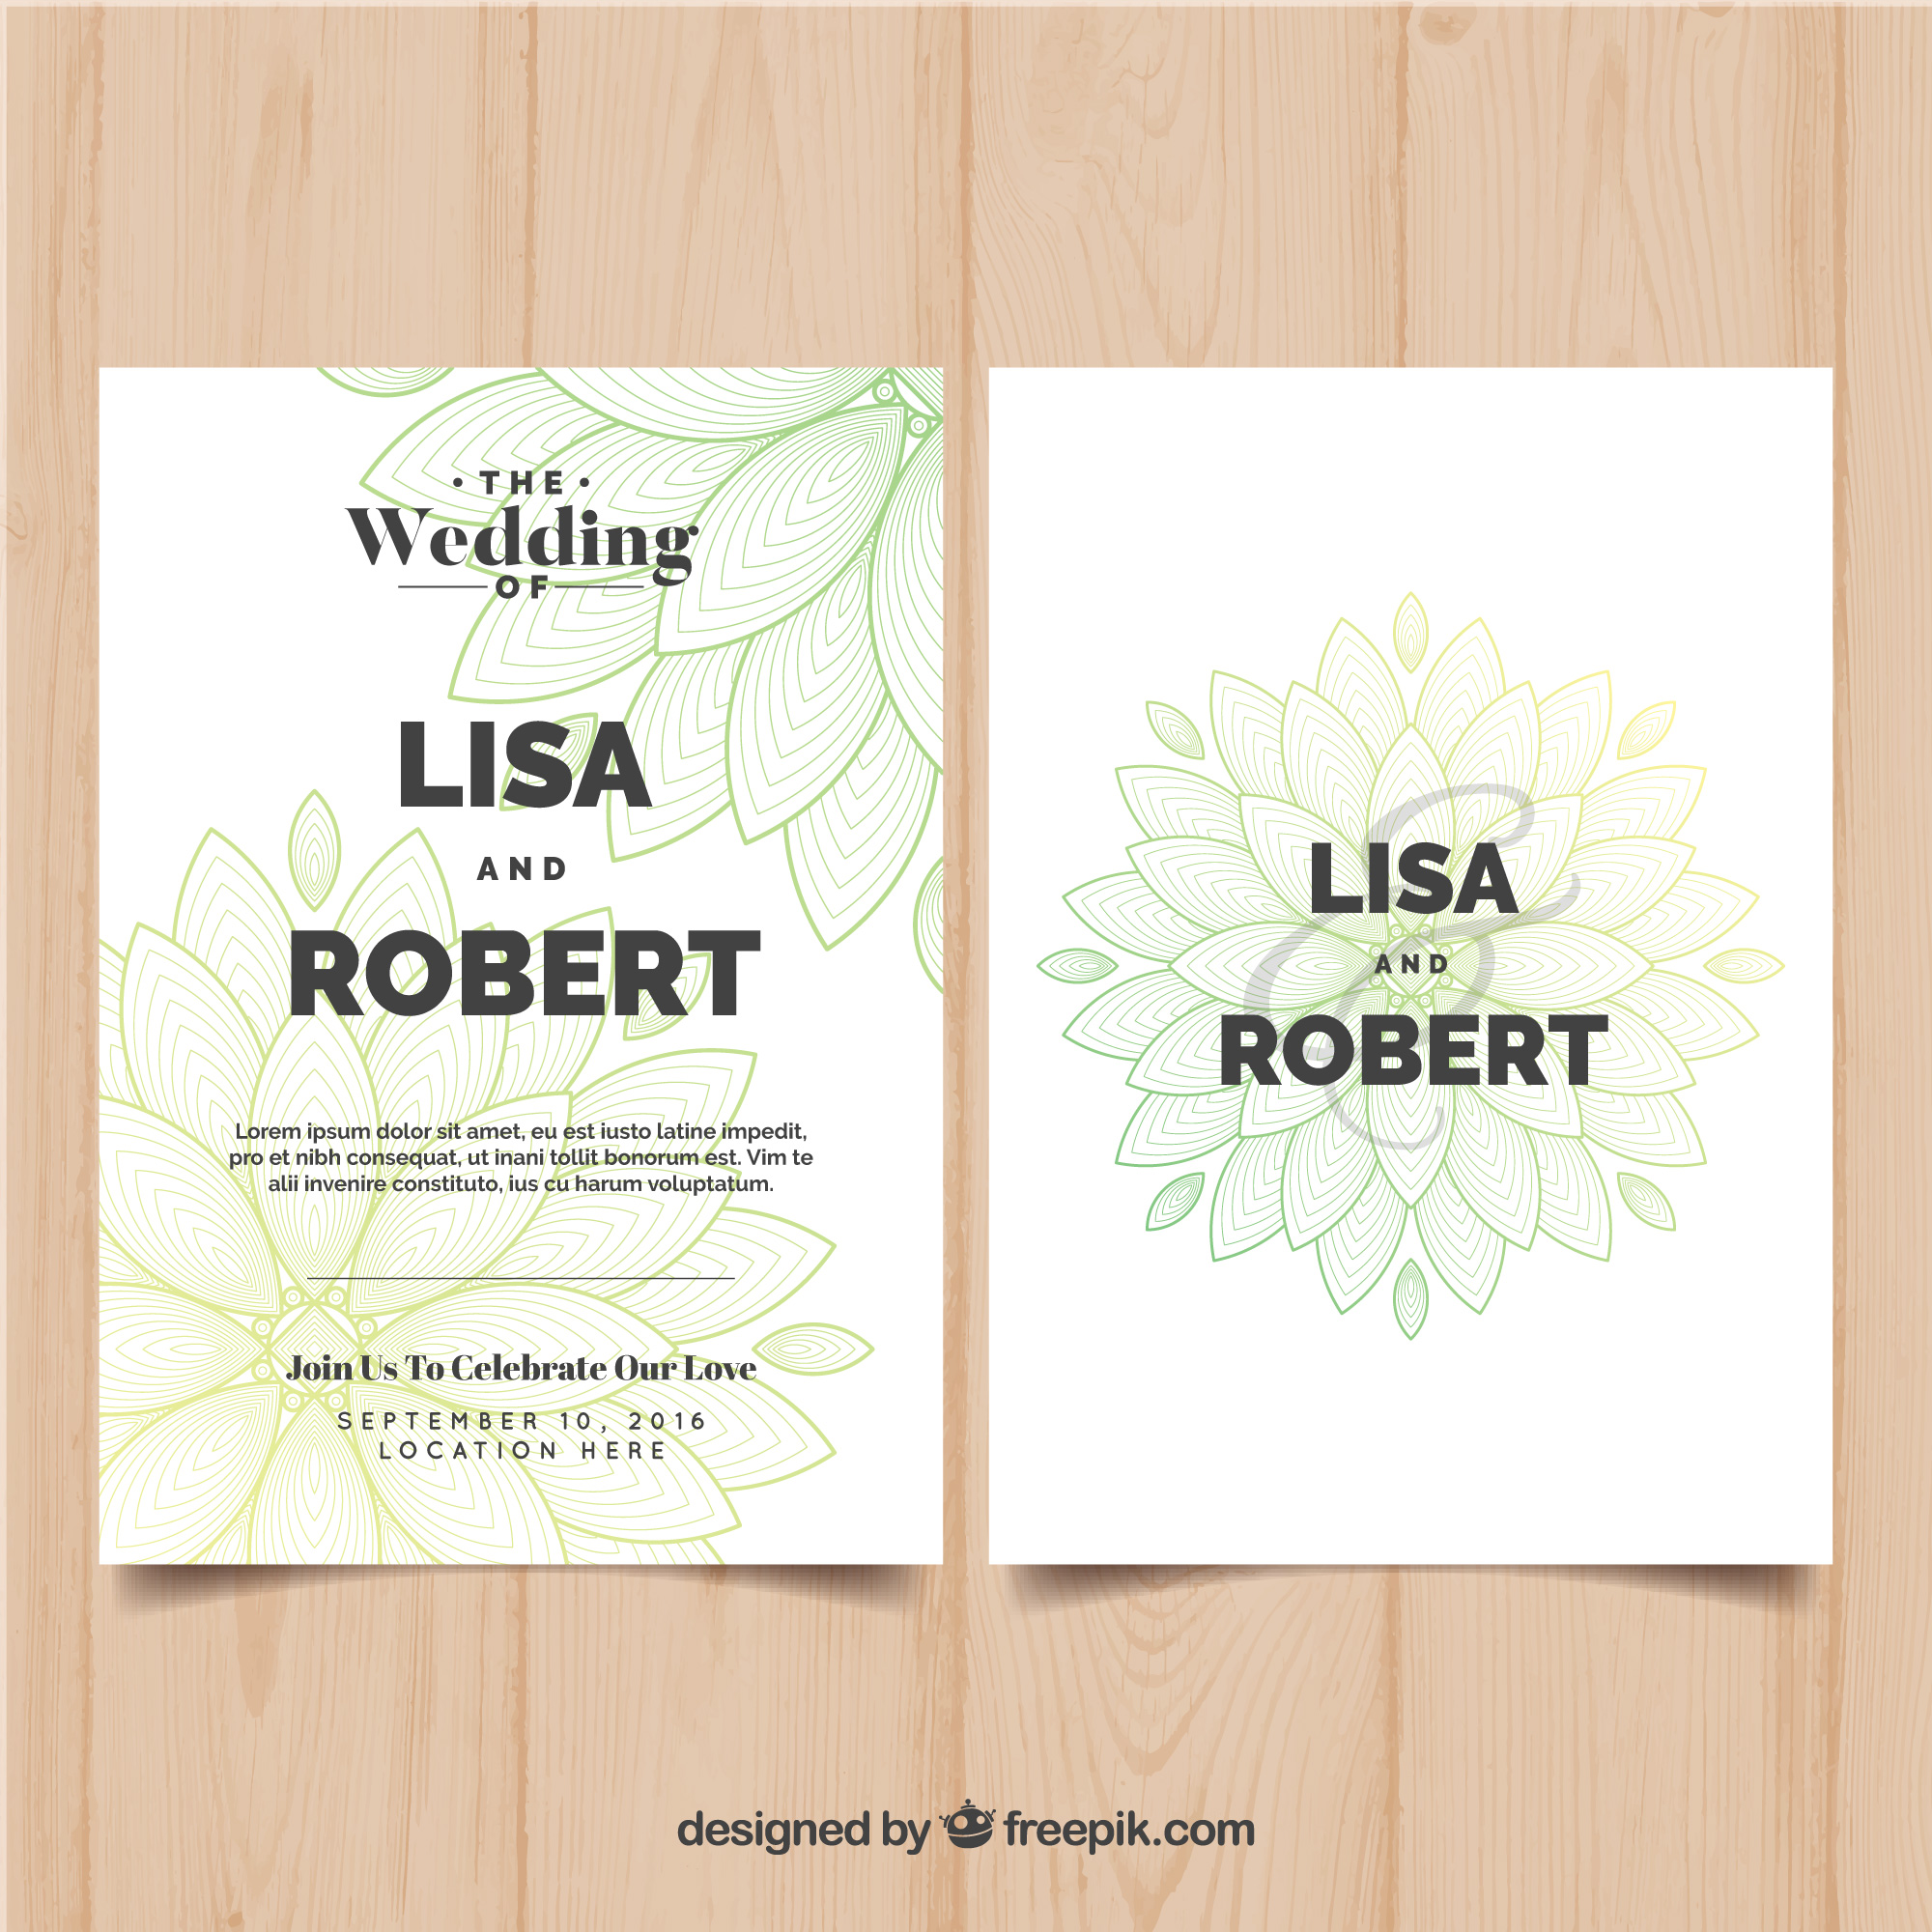 • THE •
Wedding
OF
LISA
AND
ROBERT
Lorem ipsum dolor sit amet, eu est iusto latine impedit,
pro et nibh consequat, ut inani tollit bonorum est. Vim te
alii invenire constituto, ius cu harum voluptatum.
Join Us To Celebrate Our Love
SEPTEMBER 10, 2016
LOCATION HERE
&
LISA
AND
ROBERT
designed by freepik.com